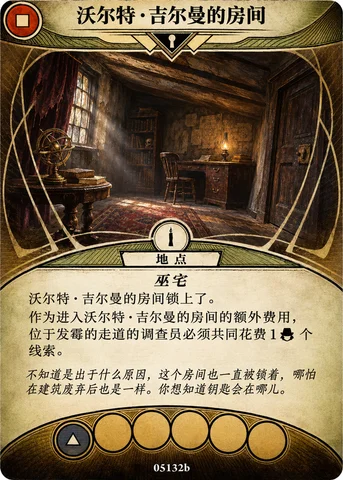 沃尔特·吉尔曼的房间
地点
巫宅
沃尔特·吉尔曼的房间锁上了。
作为进入沃尔特·吉尔曼的房间的额外费用，
位于发霉的走道的调查员必须共同花费1 个
线索。
不知道是出于什么原因，这个房间也一直被锁着，哪怕
在建筑废弃后也是一样。你想知道钥匙会在哪儿。
05132b